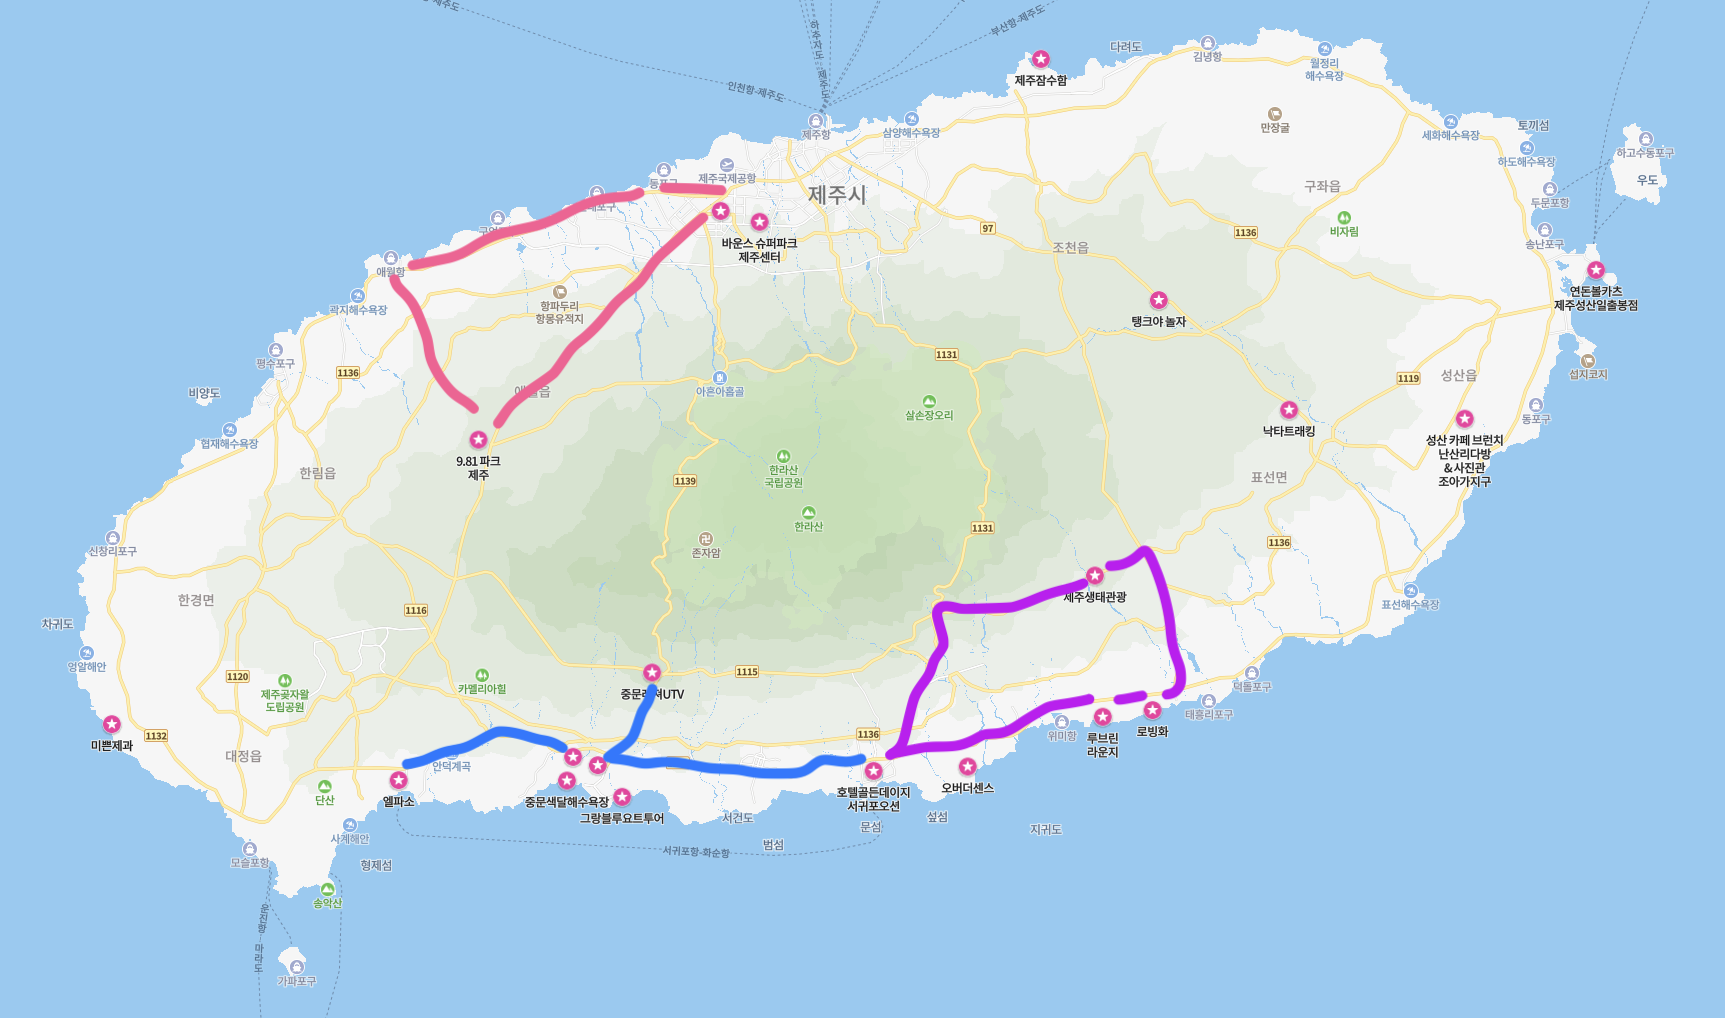 제주도
하추자도 - 제주도
부산항-제주도
인천항-제주도
다려도
김녕항
월정리
해수욕장
제주잠수함
제주항
삼양해수욕장
만장굴
세화해수욕장
토끼섬
하도해수욕장
하고수동포구
우도
제주국제공항
제주시
구좌읍
두문포항
비자림
송난포구
97
1136
조천읍
바운스 슈퍼파크
제주센터
애월항
곽지해수욕장
항파두리
항몽유적지
연돈볼카츠
제주성산일출봉점
탱크야 놀자
평수포구
1136
1131
섭지코지
아흔아홉골
비양도
1119
성산읍
동포구
살손장오리
낙타트래킹
협재해수욕장
성산 카페 브런치
난산리다방
&사진관
조아가지구
9.81 파크
제주
한림읍
한라산
국립공원
1139
표선면
한라산
1131
신창리포구
존자암
1136
제주생태관광
표선해수욕장
한경면
1116
차귀도
엉알해안
1120
제주곶자왈
도립공원
카멜리아힐
중문레저UTV
1115
덕돌포구
태흥리포구
미쁜제과
1132
대정읍
1136
위미항
루브린
라운지
로빙화
안덕계곡
단산
엘파소
중문색달해수욕장
그랑블루요트투어
호텔골든데이지
서귀포오션
오버더센스
서건도
문섬
섶섬
지귀도
사계해안
범섬
서귀포항-화순항
모슬포항
형제섬
송악산
운진항 - 마라도
가파포구